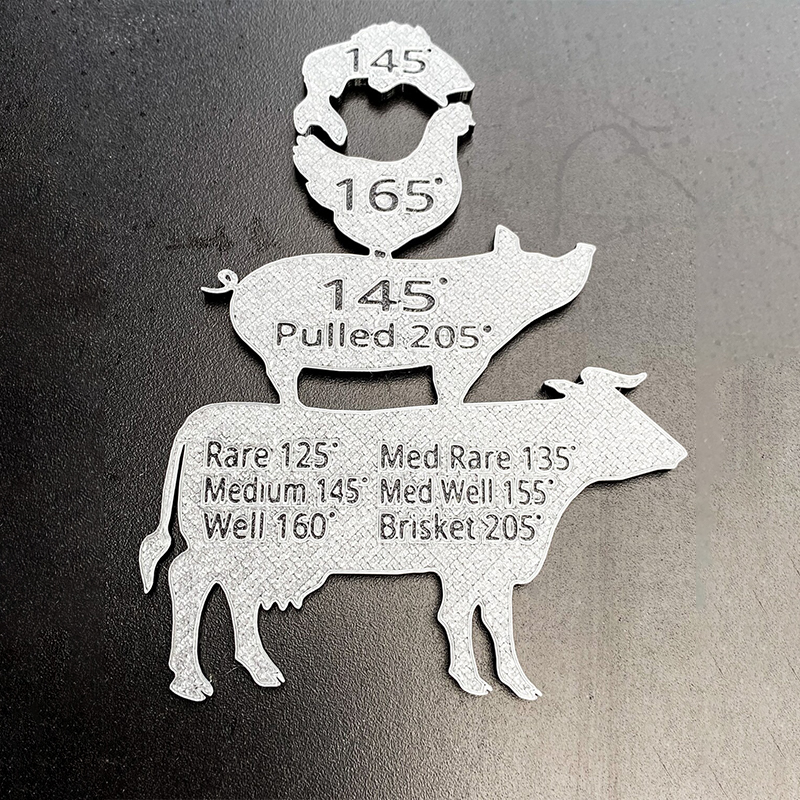 145°
165°
145°
Pulled 205°
Rare 125° Med Rare 135°
Medium 145° Med Well 155°
Well 160° Brisket 205°